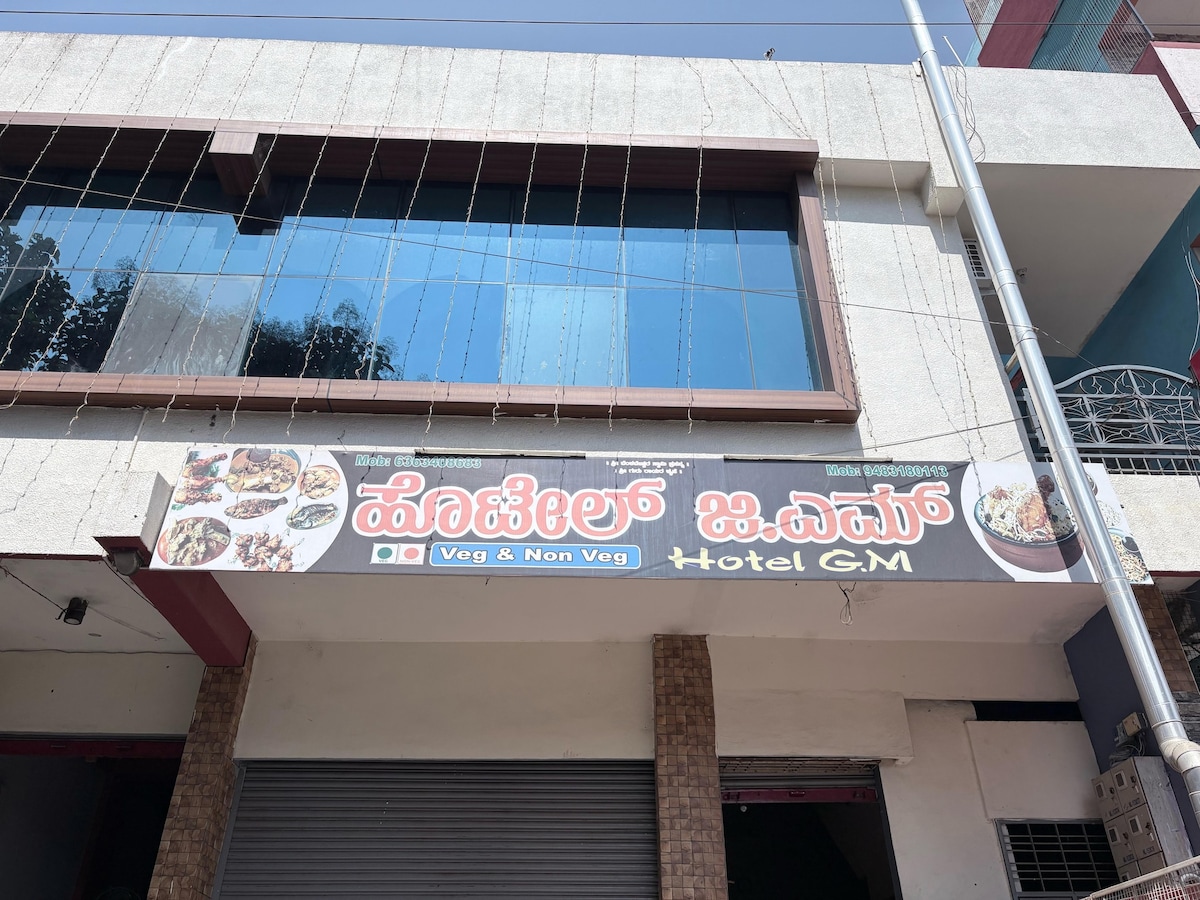 Mob: 6363408683
Mob: 9483180113
ಹೊಟೇಲ್ ಜಿ.ಎಮ್
Veg & Non Veg
Hotel G.M